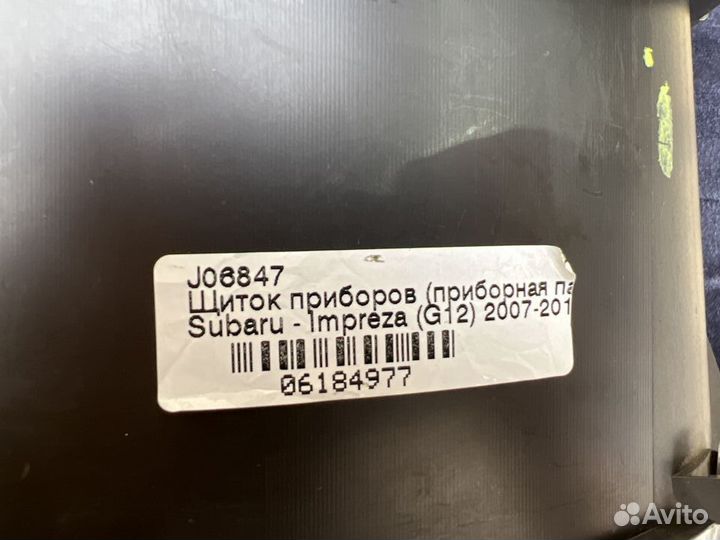 J06847
Щиток приборов (приборная па
Subaru - Impreza (G12) 2007-201
06184977
Avito